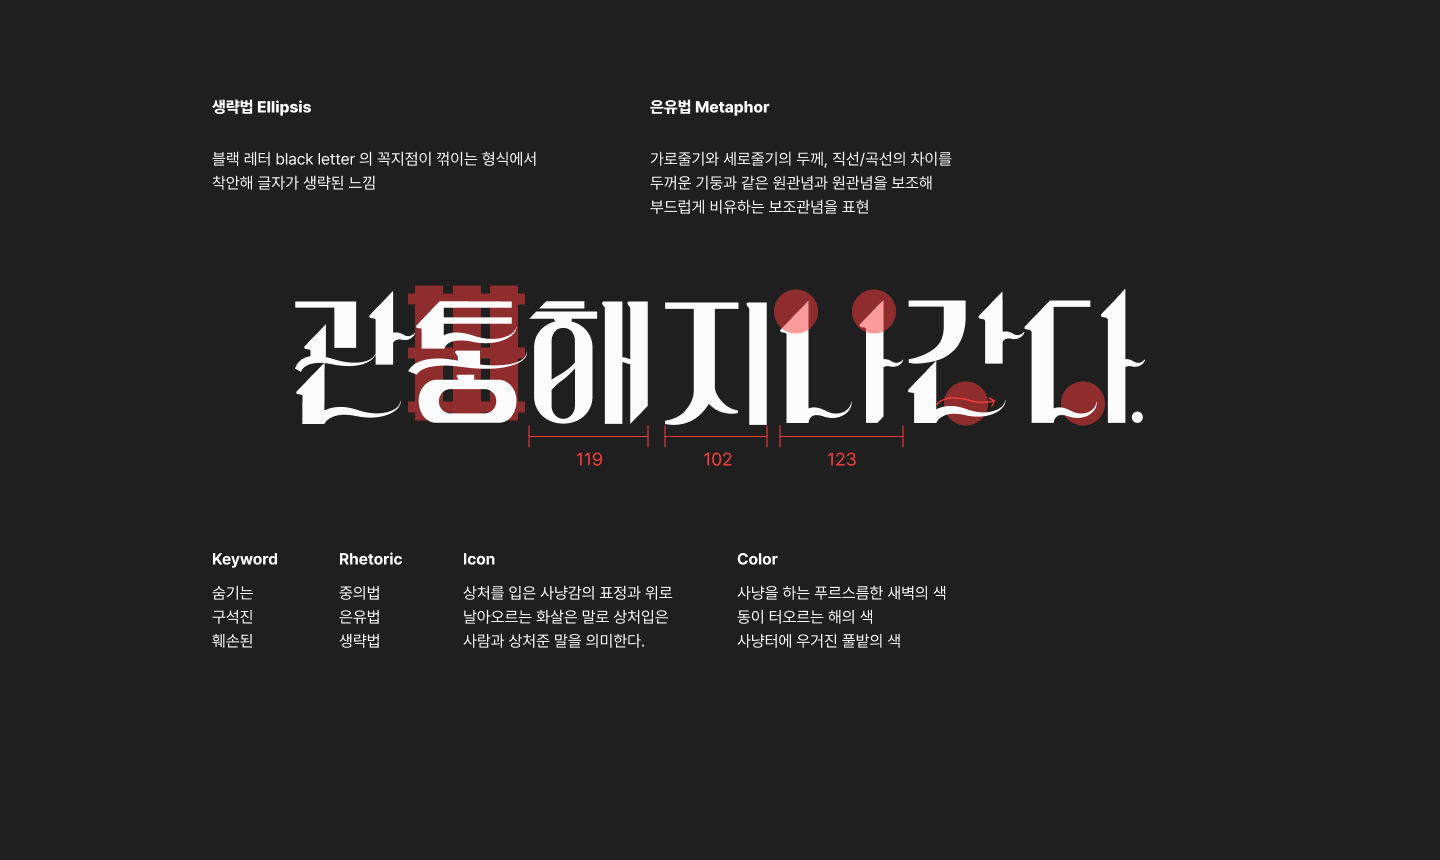 생략법 Ellipsis
블랙 레터 black letter 의 꼭지점이 꺾이는 형식에서
착안해 글자가 생략된 느낌
은유법 Metaphor
가로줄기와 세로줄기의 두께, 직선/곡선의 차이를
두꺼운 기둥과 같은 원관념과 원관념을 보조해
부드럽게 비유하는 보조관념을 표현
관통해지나간다.
119
102
123
Keyword
숨기는
구석진
훼손된
Rhetoric
중의법
은유법
생략법
Icon
상처를 입은 사냥감의 표정과 위로
날아오르는 화살은 말로 상처입은
사람과 상처준 말을 의미한다.
Color
사냥을 하는 푸르스름한 새벽의 색
동이 터오르는 해의 색
사냥터에 우거진 풀밭의 색